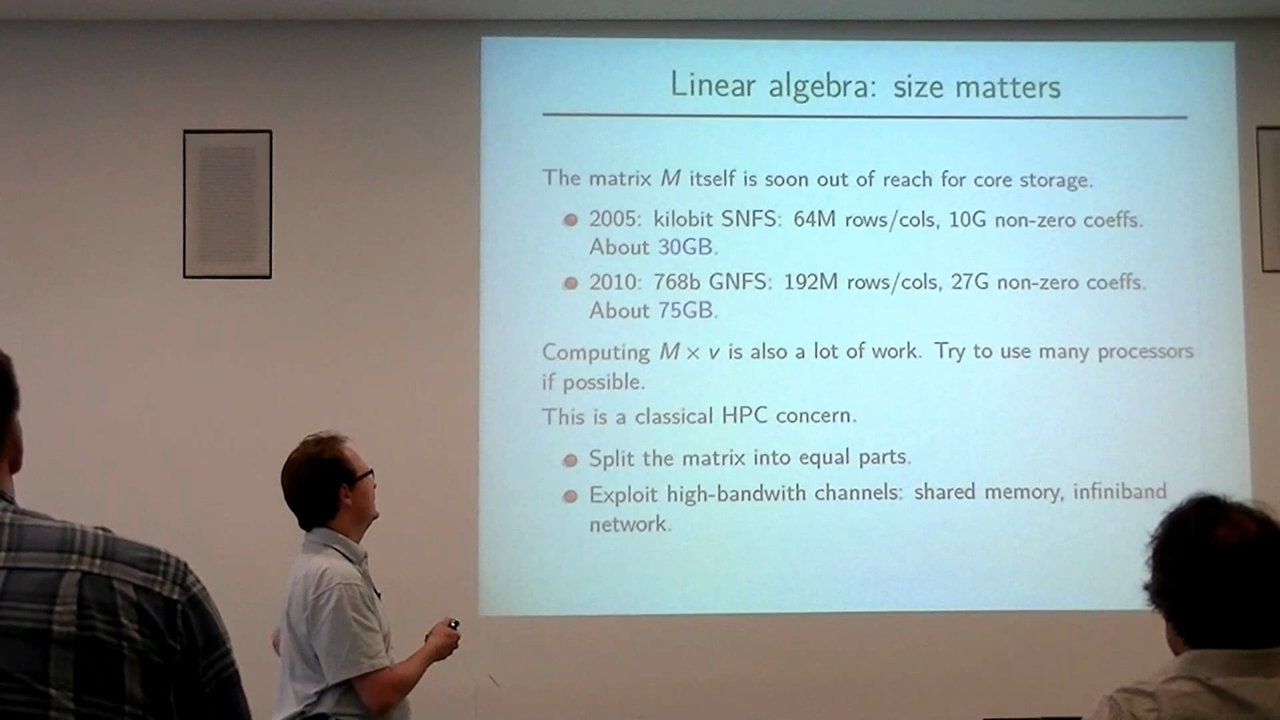 Linear algebra: size matters
The matrix M itself is soon out of reach for core storage.
2005: kilobit SNFS: 64M rows/cols, 10G non-zero coeffs.
About 30GB.
2010: 768b GNFS: 192M rows/cols, 27G non-zero coeffs.
About 75GB.
Computing M × v is also a lot of work. Try to use many processors
if possible.
This is a classical HPC concern.
Split the matrix into equal parts.
Exploit high-bandwith channels: shared memory, infiniband
network.